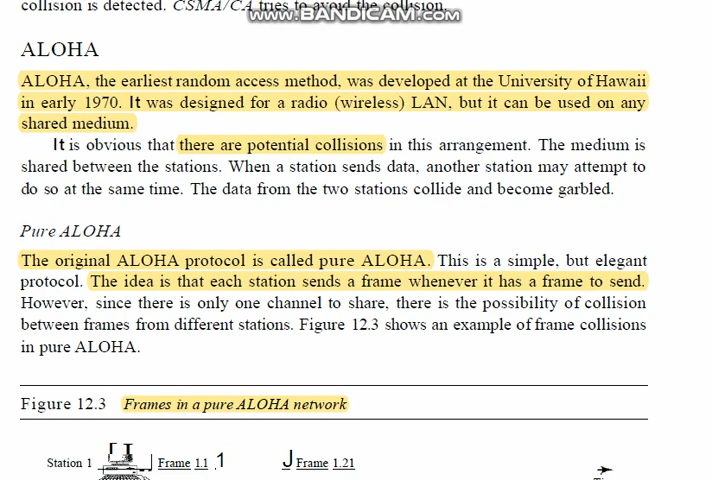 collision is detected. CSMA/CA tries to avoid the collision.
WWW.BANDICAM.COM
ALOHA
ALOHA, the earliest random access method, was developed at the University of Hawaii
in early 1970. It was designed for a radio (wireless) LAN, but it can be used on any
shared medium.
It is obvious that there are potential collisions in this arrangement. The medium is
shared between the stations. When a station sends data, another station may attempt to
do so at the same time. The data from the two stations collide and become garbled.
Pure ALOHA
The original ALOHA protocol is called pure ALOHA. This is a simple, but elegant
protocol. The idea is that each station sends a frame whenever it has a frame to send.
However, since there is only one channel to share, there is the possibility of collision
between frames from different stations. Figure 12.3 shows an example of frame collisions
in pure ALOHA.
Figure 12.3 Frames in a pure ALOHA network
Station 1 Frame 1.1 .1 J Frame 1.21